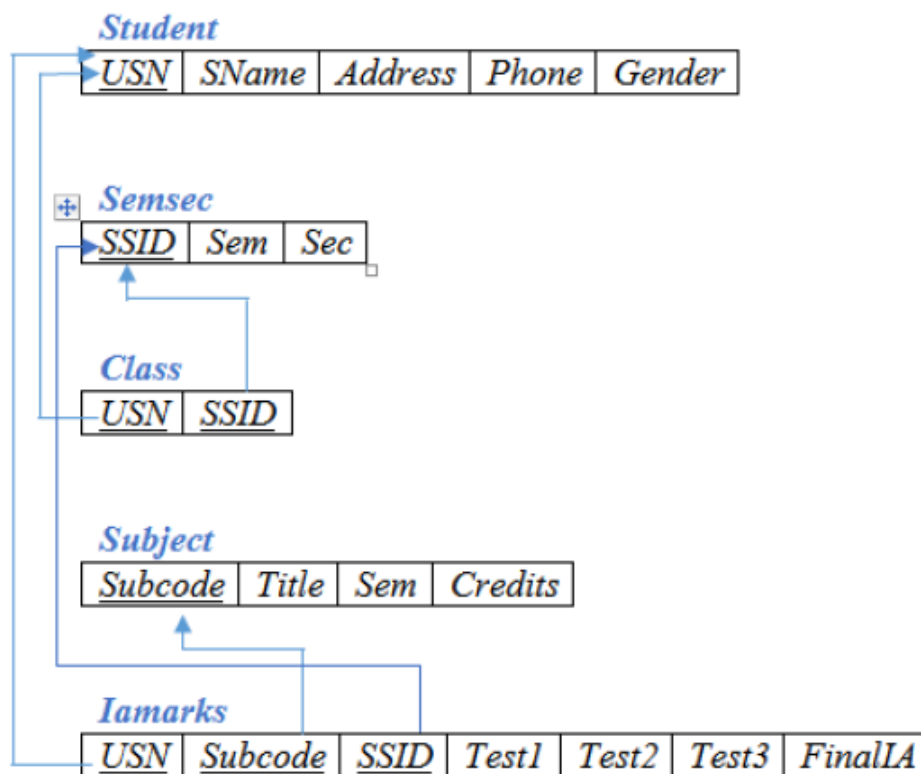 Student
USN SName Address Phone Gender
Semsec
SSID Sem Sec
Class
USN SSID
Subject
Subcode Title Sem Credits
Iamarks
USN Subcode SSID Test1 Test2 Test3 FinalIA